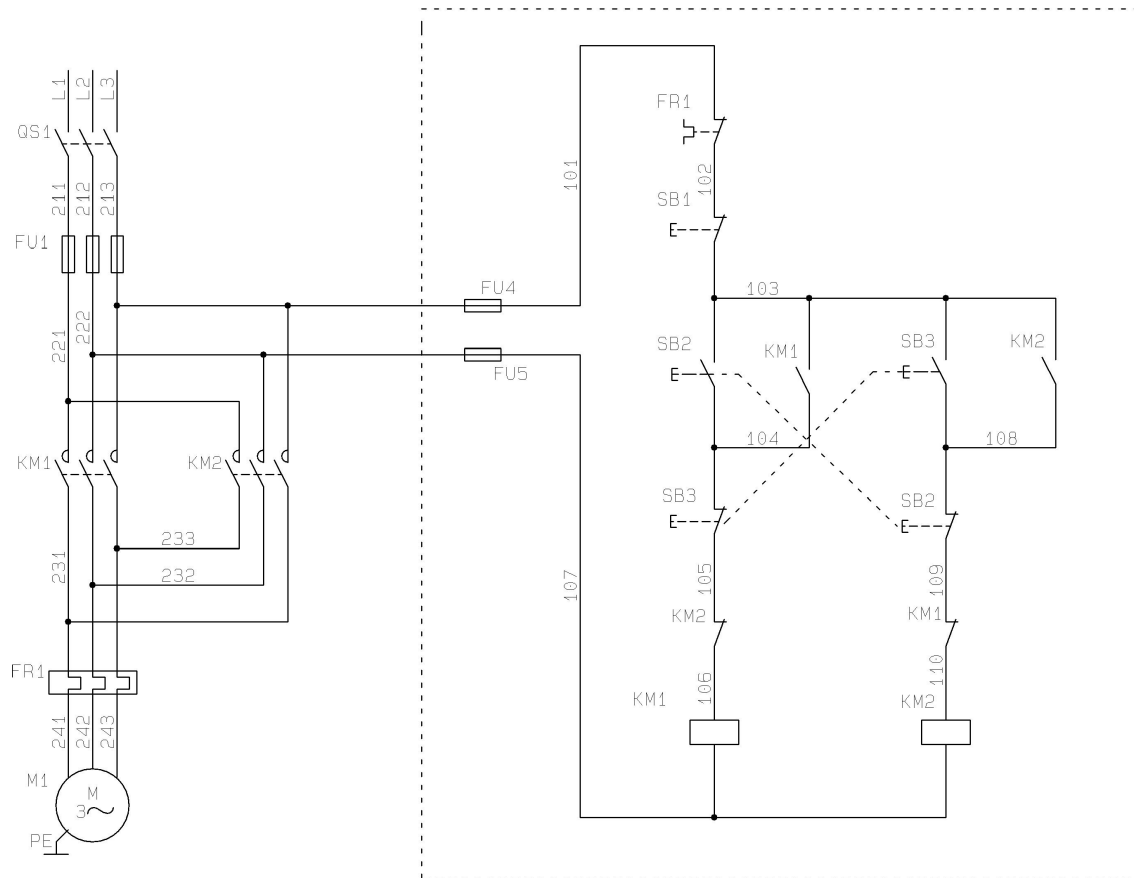 L1
L2
L3
QS1
211
212
213
FU1
221
222
KM1
KM2
233
232
231
FR1
241
242
243
M1
M
3
PE
FU4
FU5
101
107
FR1
102
SB1
103
SB2
KM1
SB3
KM2
104
108
SB3
SB2
105
109
KM2
KM1
106
110
KM1
KM2